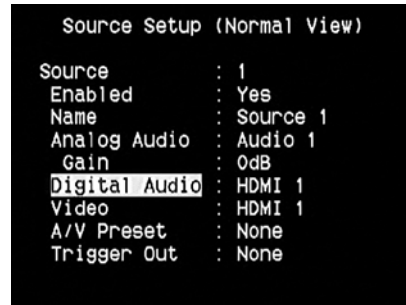 Source Setup (Normal View)
Source : 1
Enabled : Yes
Name : Source 1
Analog Audio : Audio 1
Gain : 0dB
Digital Audio : HDMI 1
Video : HDMI 1
A/V Preset : None
Trigger Out : None